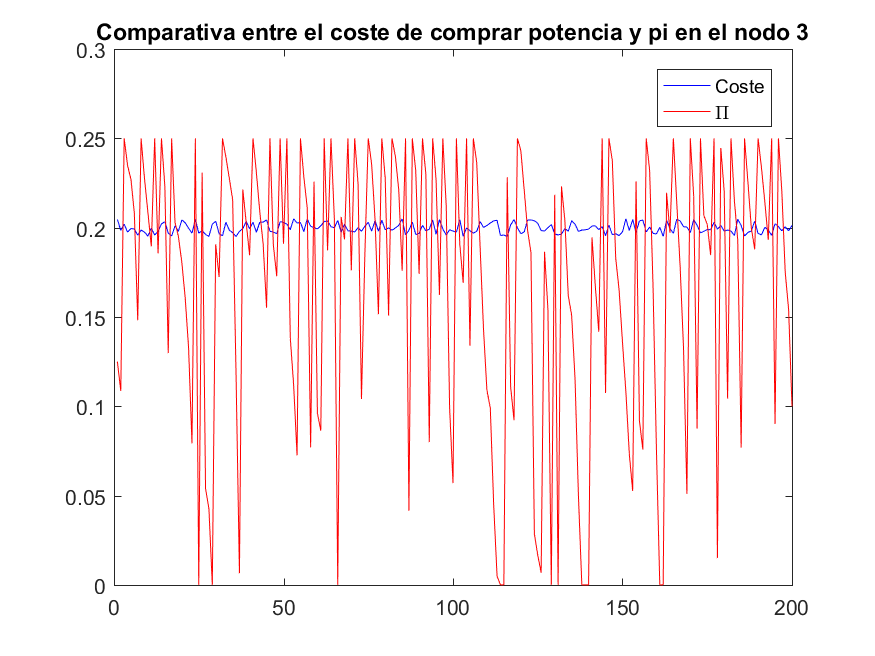 Comparativa entre el coste de comprar potencia y pi en el nodo 3
0.3
Coste
Π
0.25
0.2
0.15
0.1
0.05
0
0 50 100 150 200